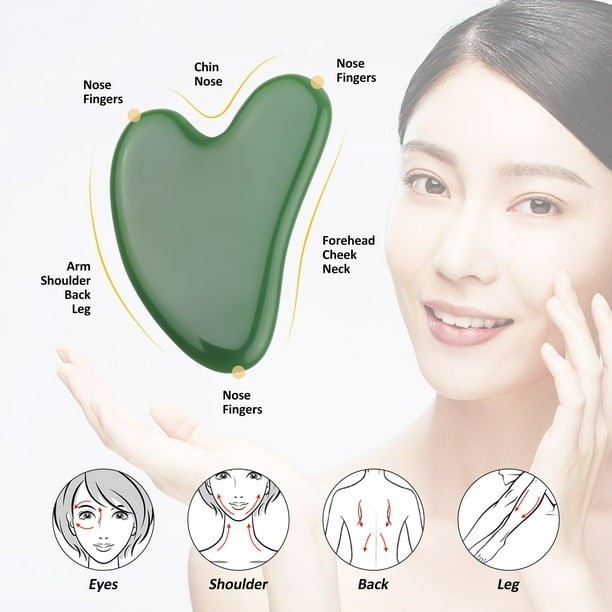 Chin
Nose
Nose
Fingers
Nose
Fingers
Forehead
Cheek
Neck
Arm
Shoulder
Back
Leg
Nose
Fingers
Eyes
Shoulder
Back
Leg